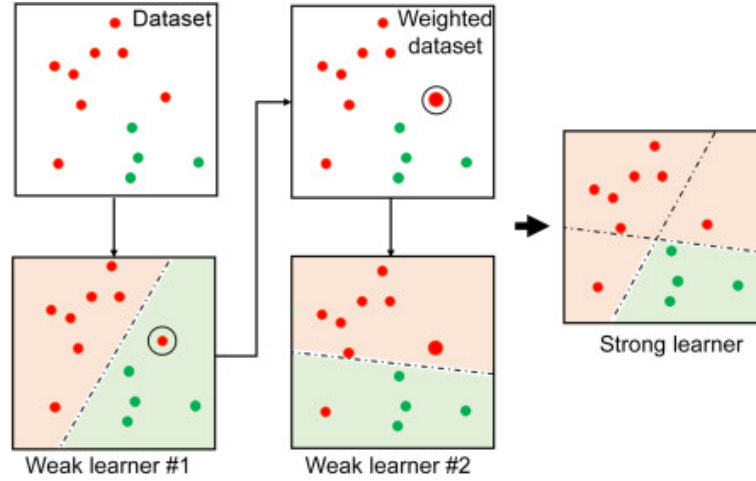 Dataset
Weighted
dataset
Weak learner #1
Weak learner #2
Strong learner